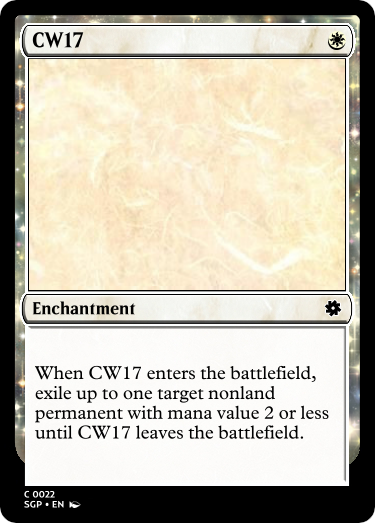 CW17
Enchantment
When CW17 enters the battlefield,
exile up to one target nonland
permanent with mana value 2 or less
until CW17 leaves the battlefield.
C 0022
SGP • EN